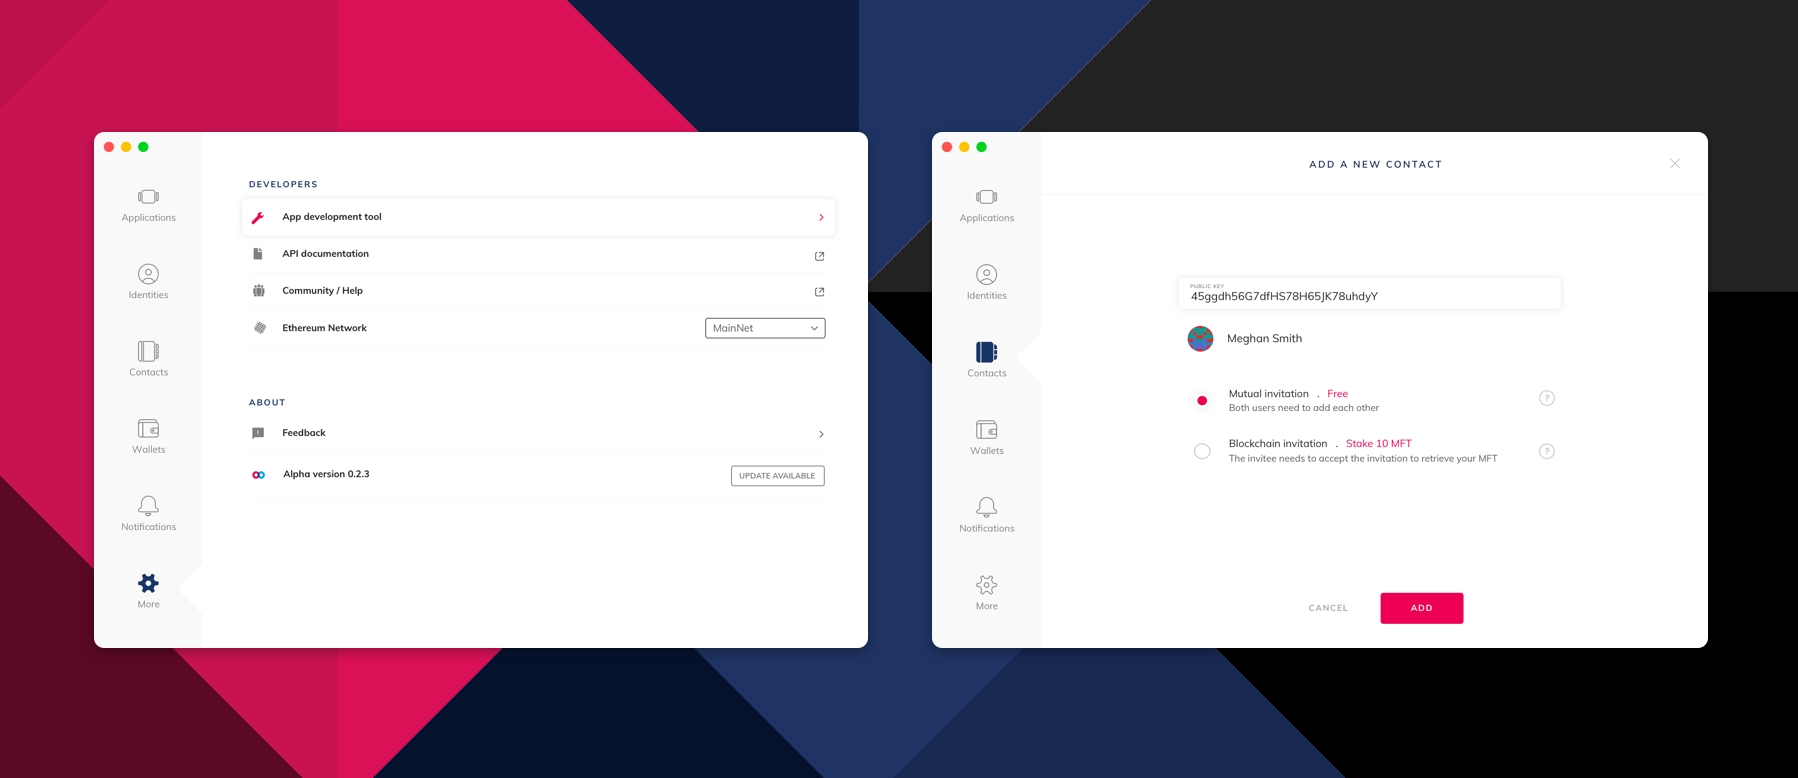 Applications
Identities
Contacts
Wallets
Notifications
More
DEVELOPERS
App development tool
API documentation
Community / Help
Ethereum Network
MainNet
ABOUT
Feedback
Alpha version 0.2.3
UPDATE AVAILABLE
Applications
Identities
Contacts
Wallets
Notifications
More
ADD A NEW CONTACT
PUBLIC KEY
45ggdh56G7dfHS78H65JK78uhdyY
Meghan Smith
Mutual invitation . Free
?
Both users need to add each other
Blockchain invitation . Stake 10 MFT
?
The invitee needs to accept the invitation to retrieve your MFT
CANCEL
ADD